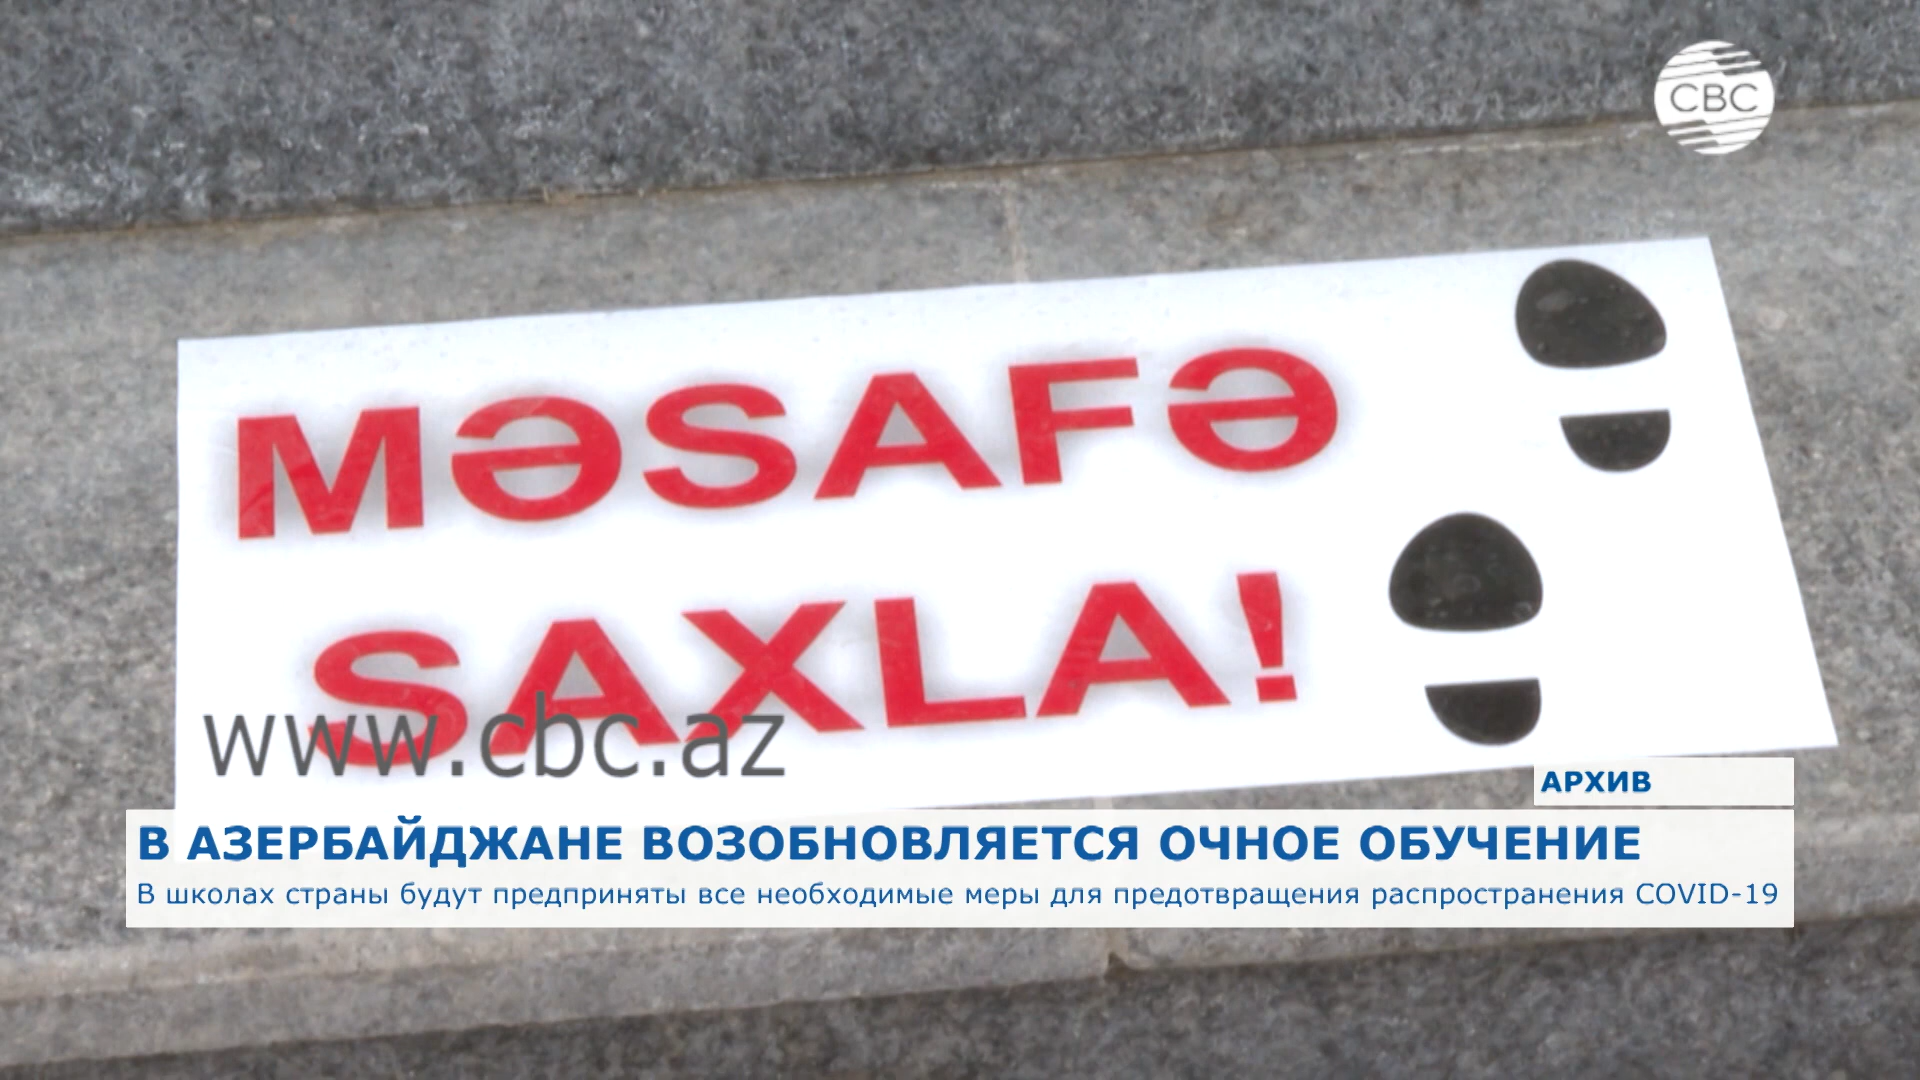 CBC
MƏSAFƏ
SAXLA!
www.cbc.az
АРХИВ
В АЗЕРБАЙДЖАНЕ ВОЗОБНОВЛЯЕТСЯ ОЧНОЕ ОБУЧЕНИЕ
В школах страны будут предприняты все необходимые меры для предотвращения распространения COVID-19